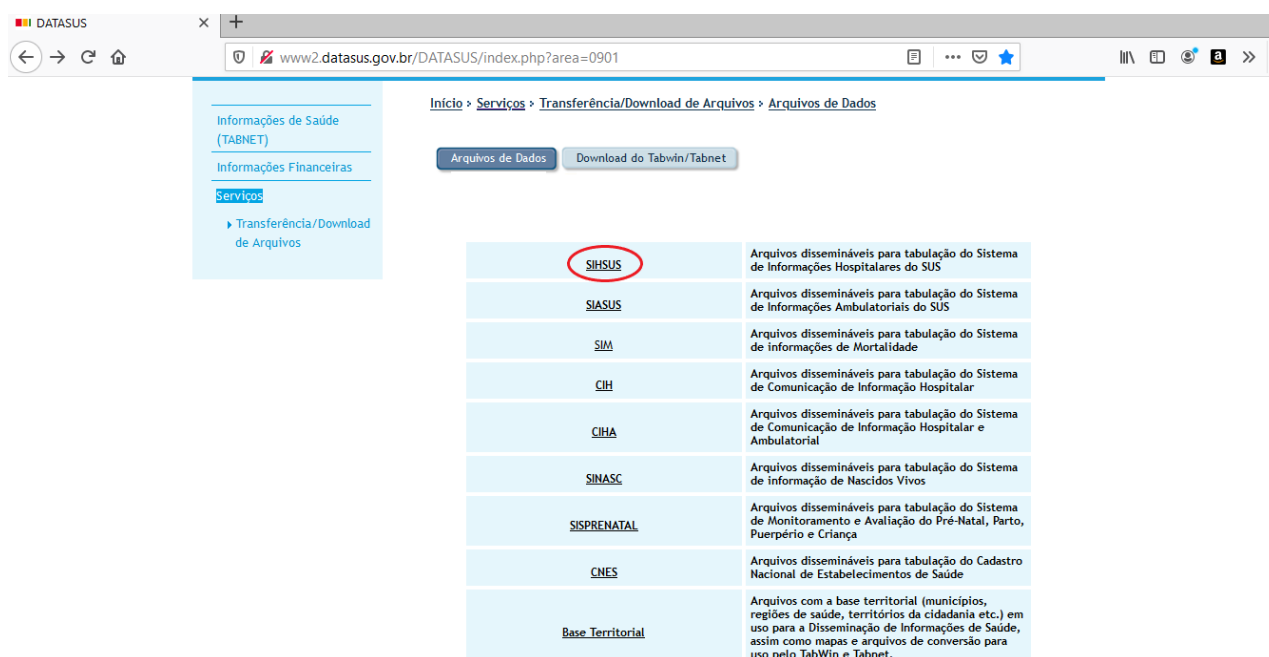 DATASUS
www2.datasus.gov.br/DATASUS/index.php?area=0901
Início > Serviços > Transferência/Download de Arquivos > Arquivos de Dados
Informações de Saúde
(TABNET)
Informações Financeiras
Serviços
Transferência/Download
de Arquivos
Arquivos de Dados
Download do Tabwin/Tabnet
SIHSUS
Arquivos dissemináveis para tabulação do Sistema
de Informações Hospitalares do SUS
SIASUS
Arquivos dissemináveis para tabulação do Sistema
de Informações Ambulatoriais do SUS
SIM
Arquivos dissemináveis para tabulação do Sistema
de informações de Mortalidade
CIH
Arquivos dissemináveis para tabulação do Sistema
de Comunicação de Informação Hospitalar
CIHA
Arquivos dissemináveis para tabulação do Sistema
de Comunicação de Informação Hospitalar e
Ambulatorial
SINASC
Arquivos dissemináveis para tabulação do Sistema
de informação de Nascidos Vivos
SISPRENATAL
Arquivos dissemináveis para tabulação do Sistema
de Monitoramento e Avaliação do Pré-Natal, Parto,
Puerpério e Criança
CNES
Arquivos dissemináveis para tabulação do Cadastro
Nacional de Estabelecimentos de Saúde
Base Territorial
Arquivos com a base territorial (municípios,
regiões de saúde, territórios da cidadania etc.) em
uso para a Disseminação de Informações de Saúde,
assim como mapas e arquivos de conversão para
uso pelo TabWin e Tabnet.